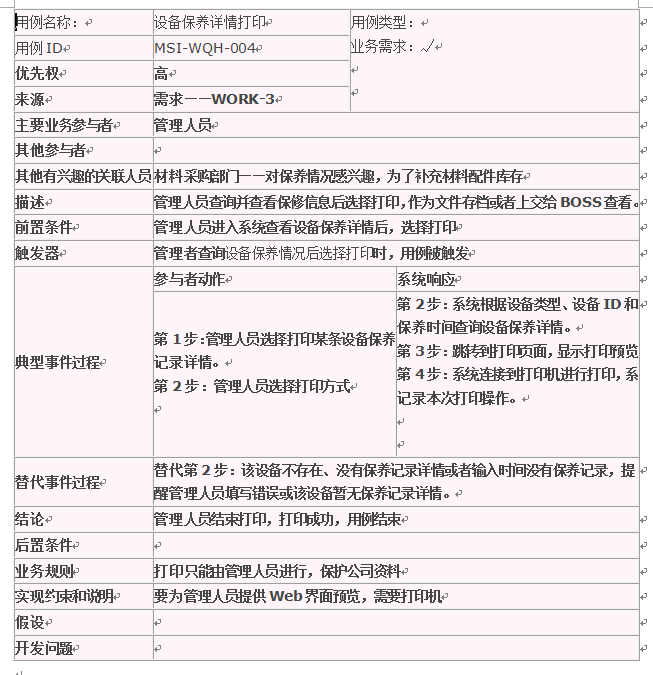 用例名称： 设备保养详情打印 用例类型：
用例 ID MSI-WQH-004 业务需求：√
优先权 高
来源 需求——WORK-3
主要业务参与者 管理人员
其他参与者
其他有兴趣的关联人员 材料采购部门——对保养情况感兴趣，为了补充材料配件库存
描述 管理人员查询并查看保修信息后选择打印，作为文件存档或者上交给 BOSS 查看。
前置条件 管理人员进入系统查看设备保养详情后，选择打印
触发器 管理者查询设备保养情况后选择打印时，用例被触发
典型事件过程 参与者动作 系统响应
第 1 步:管理人员选择打印某条设备保养
记录详情。
第 2 步：管理人员选择打印方式
第 2 步：系统根据设备类型、设备 ID 和
保养时间查询设备保养详情。
第 3 步：跳转到打印页面，显示打印预览
第 4 步：系统连接到打印机进行打印，系
记录本次打印操作。
替代事件过程 替代第 2 步：该设备不存在、没有保养记录详情或者输入时间没有保养记录，提
醒管理人员填写错误或该设备暂无保养记录详情。
结论 管理人员结束打印，打印成功，用例结束
后置条件
业务规则 打印只能由管理人员进行，保护公司资料
实现约束和说明 要为管理人员提供 Web 界面预览，需要打印机
假设
开发问题